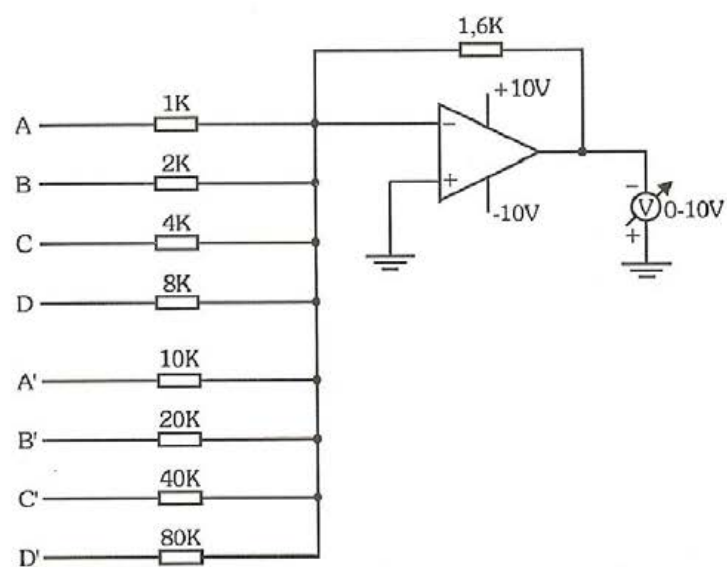 1,6K
+10V
A
1K
−
B
2K
+
-10V
−
V
0-10V
+
C
4K
D
8K
A'
10K
B'
20K
C'
40K
D'
80K